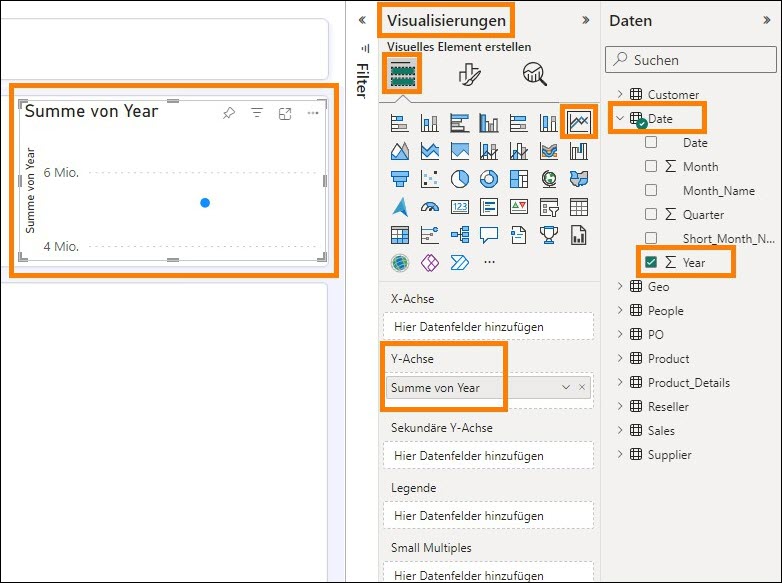 Summe von Year
Summe von Year
6 Mio.
4 Mio.
Filter
Visualisierungen
Visuelles Element erstellen
123
X-Achse
Hier Datenfelder hinzufügen
Y-Achse
Summe von Year
Sekundäre Y-Achse
Hier Datenfelder hinzufügen
Legende
Hier Datenfelder hinzufügen
Small Multiples
Hier Datenfelder hinzufügen
Daten
Suchen
Customer
Date
Date
Month
Month_Name
Quarter
Short_Month_N...
Year
Geo
People
PO
Product
Product_Details
Reseller
Sales
Supplier